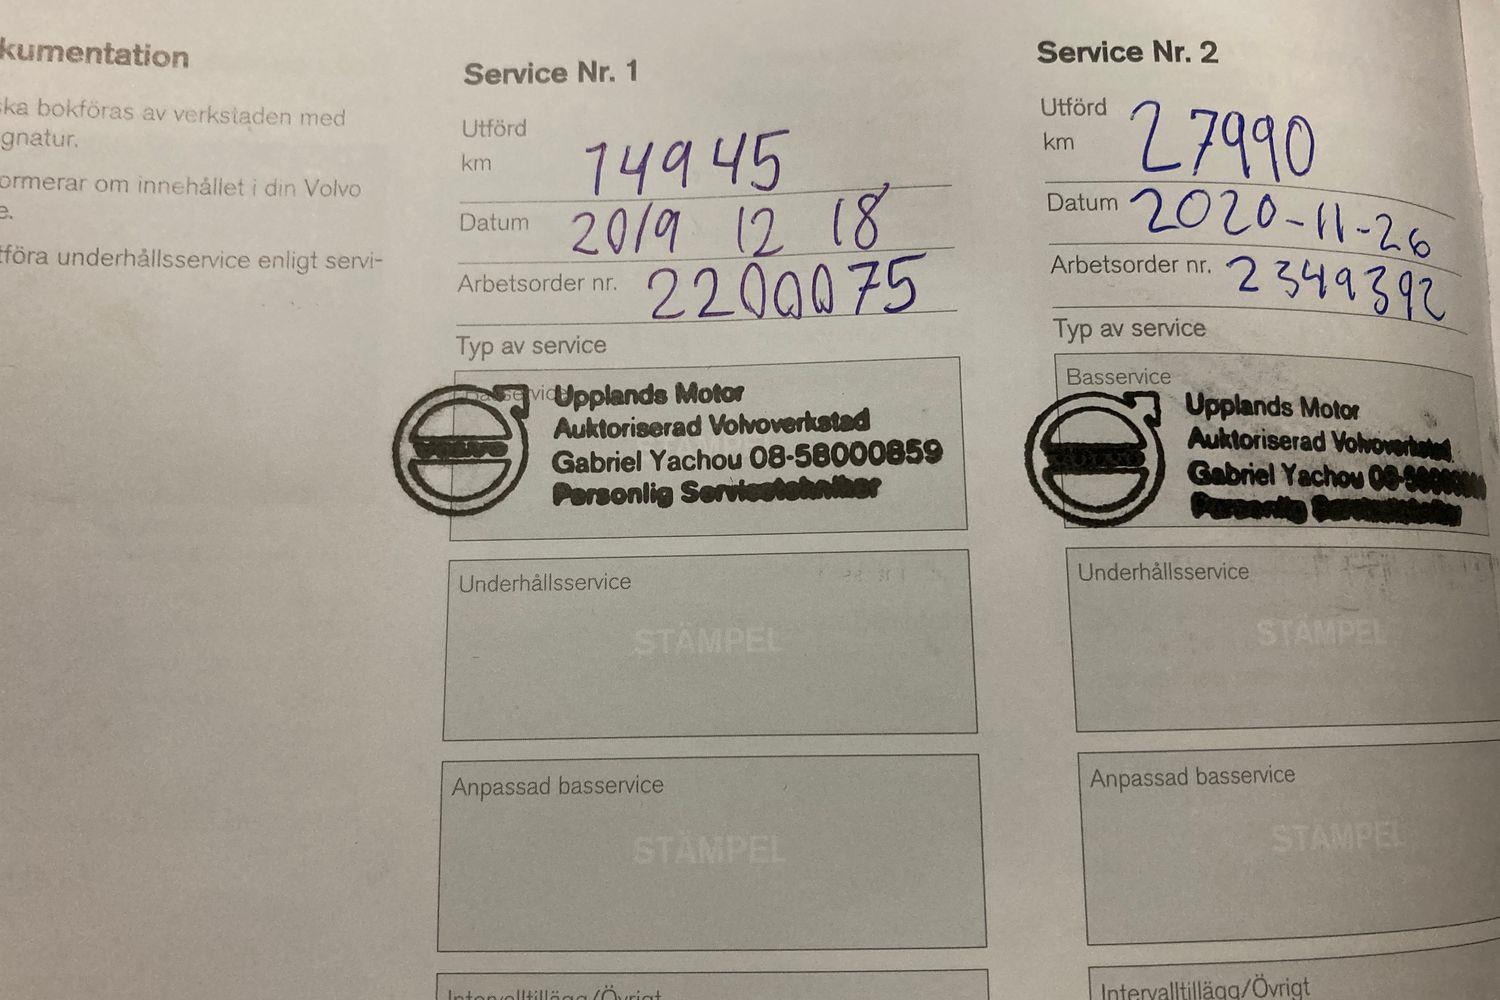 kumentation
ska bokföras av verkstaden med
gnatur.
ormerar om innehållet i din Volvo
e.
tföra underhållsservice enligt servi-
Service Nr. 1
Utförd
km 14945
Datum 2019 12 18
Arbetsorder nr. 2200075
Typ av service
Upplands Motor
Auktoriserad Volvoverkstad
VOLVO
Gabriel Yachou 08-58000859
Personlig Servicetekniker
Underhållsservice
STÄMPEL
Anpassad basservice
STÄMPEL
Intervalltillägg/Övrigt
Service Nr. 2
Utförd
km 27990
Datum 2020-11-26
Arbetsorder nr. 2349392
Typ av service
Basservice
Upplands Motor
Auktoriserad Volvoverkstad
Gabriel Yachou
Personlig
Underhållsservice
STÄMPEL
Anpassad basservice
STÄMPEL
Intervalltillägg/Övrigt